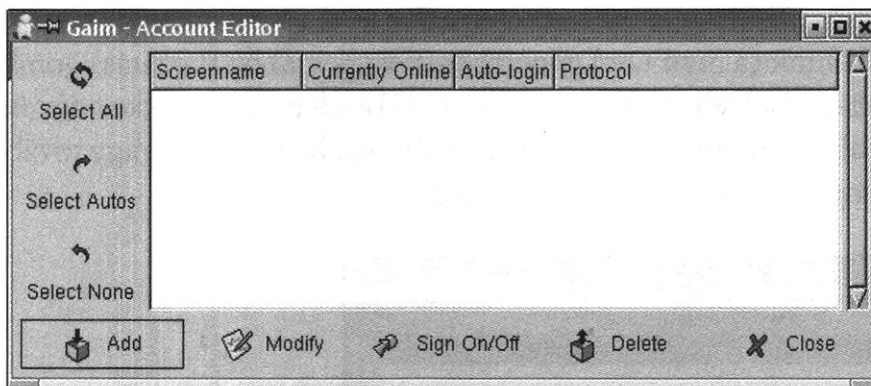 Gaim - Account Editor
Select All
Select Autos
Select None
Screenname Currently Online Auto-login Protocol
Add Modify Sign On/Off Delete Close